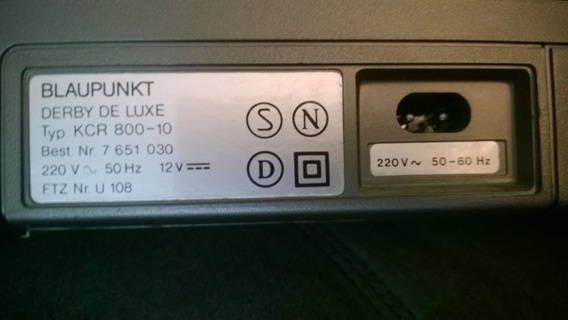 BLAUPUNKT
DERBY DE LUXE
Typ. KCR 800-10
Best. Nr. 7 651 030
220 V ~ 50 Hz 12 V ⎓
FTZ Nr. U 108
S N
D
220 V ~ 50-60 Hz